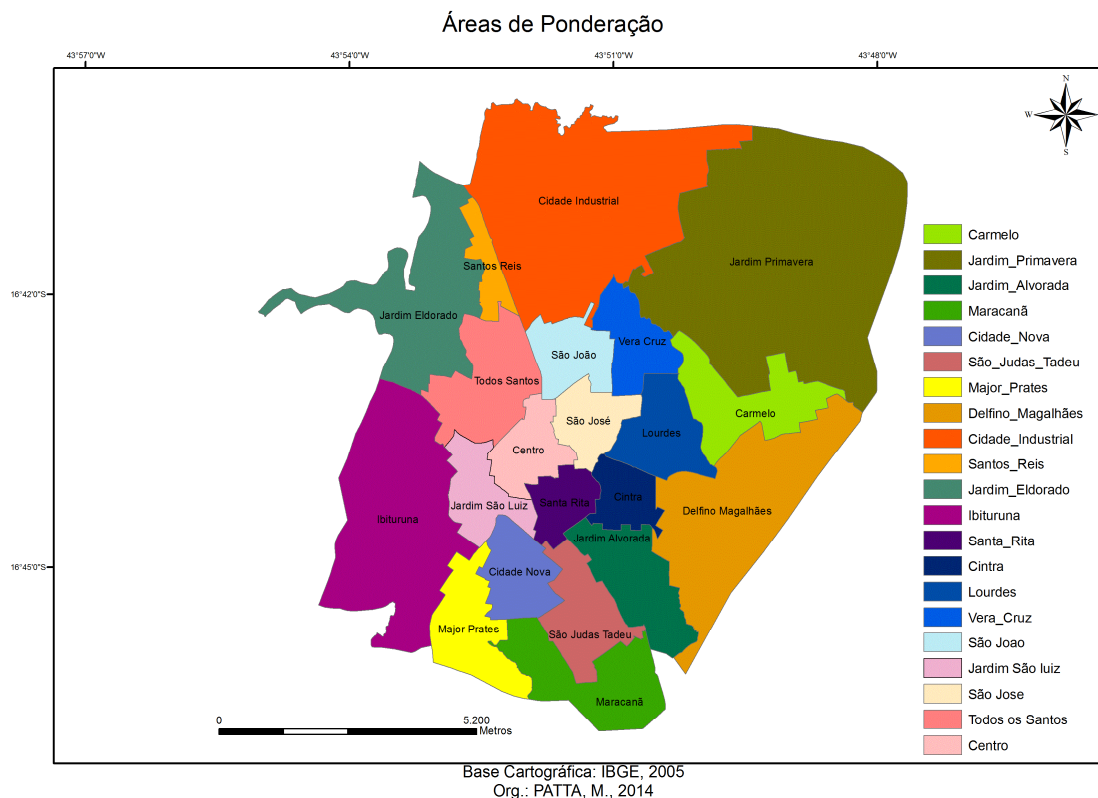 Áreas de Ponderação
43°57'0"W
43°54'0"W
43°51'0"W
43°48'0"W
N
W
S
16°42'0"S
16°45'0"S
Cidade Industrial
Jardim Primavera
Santos Reis
Jardim Eldorado
Vera Cruz
São João
Todos Santos
Carmelo
São José
Lourdes
Centro
Cintra
Santa Rita
Jardim São Luiz
Delfino Magalhães
Ibituruna
Jardim Alvorada
Cidade Nova
Major Prates
São Judas Tadeu
Maracanã
Carmelo
Jardim_Primavera
Jardim_Alvorada
Maracanã
Cidade_Nova
São_Judas_Tadeu
Major_Prates
Delfino_Magalhães
Cidade_Industrial
Santos_Reis
Jardim_Eldorado
Ibituruna
Santa_Rita
Cintra
Lourdes
Vera_Cruz
São Joao
Jardim São luiz
São Jose
Todos os Santos
Centro
0 5.200
Metros
Base Cartográfica: IBGE, 2005
Org.: PATTA, M., 2014